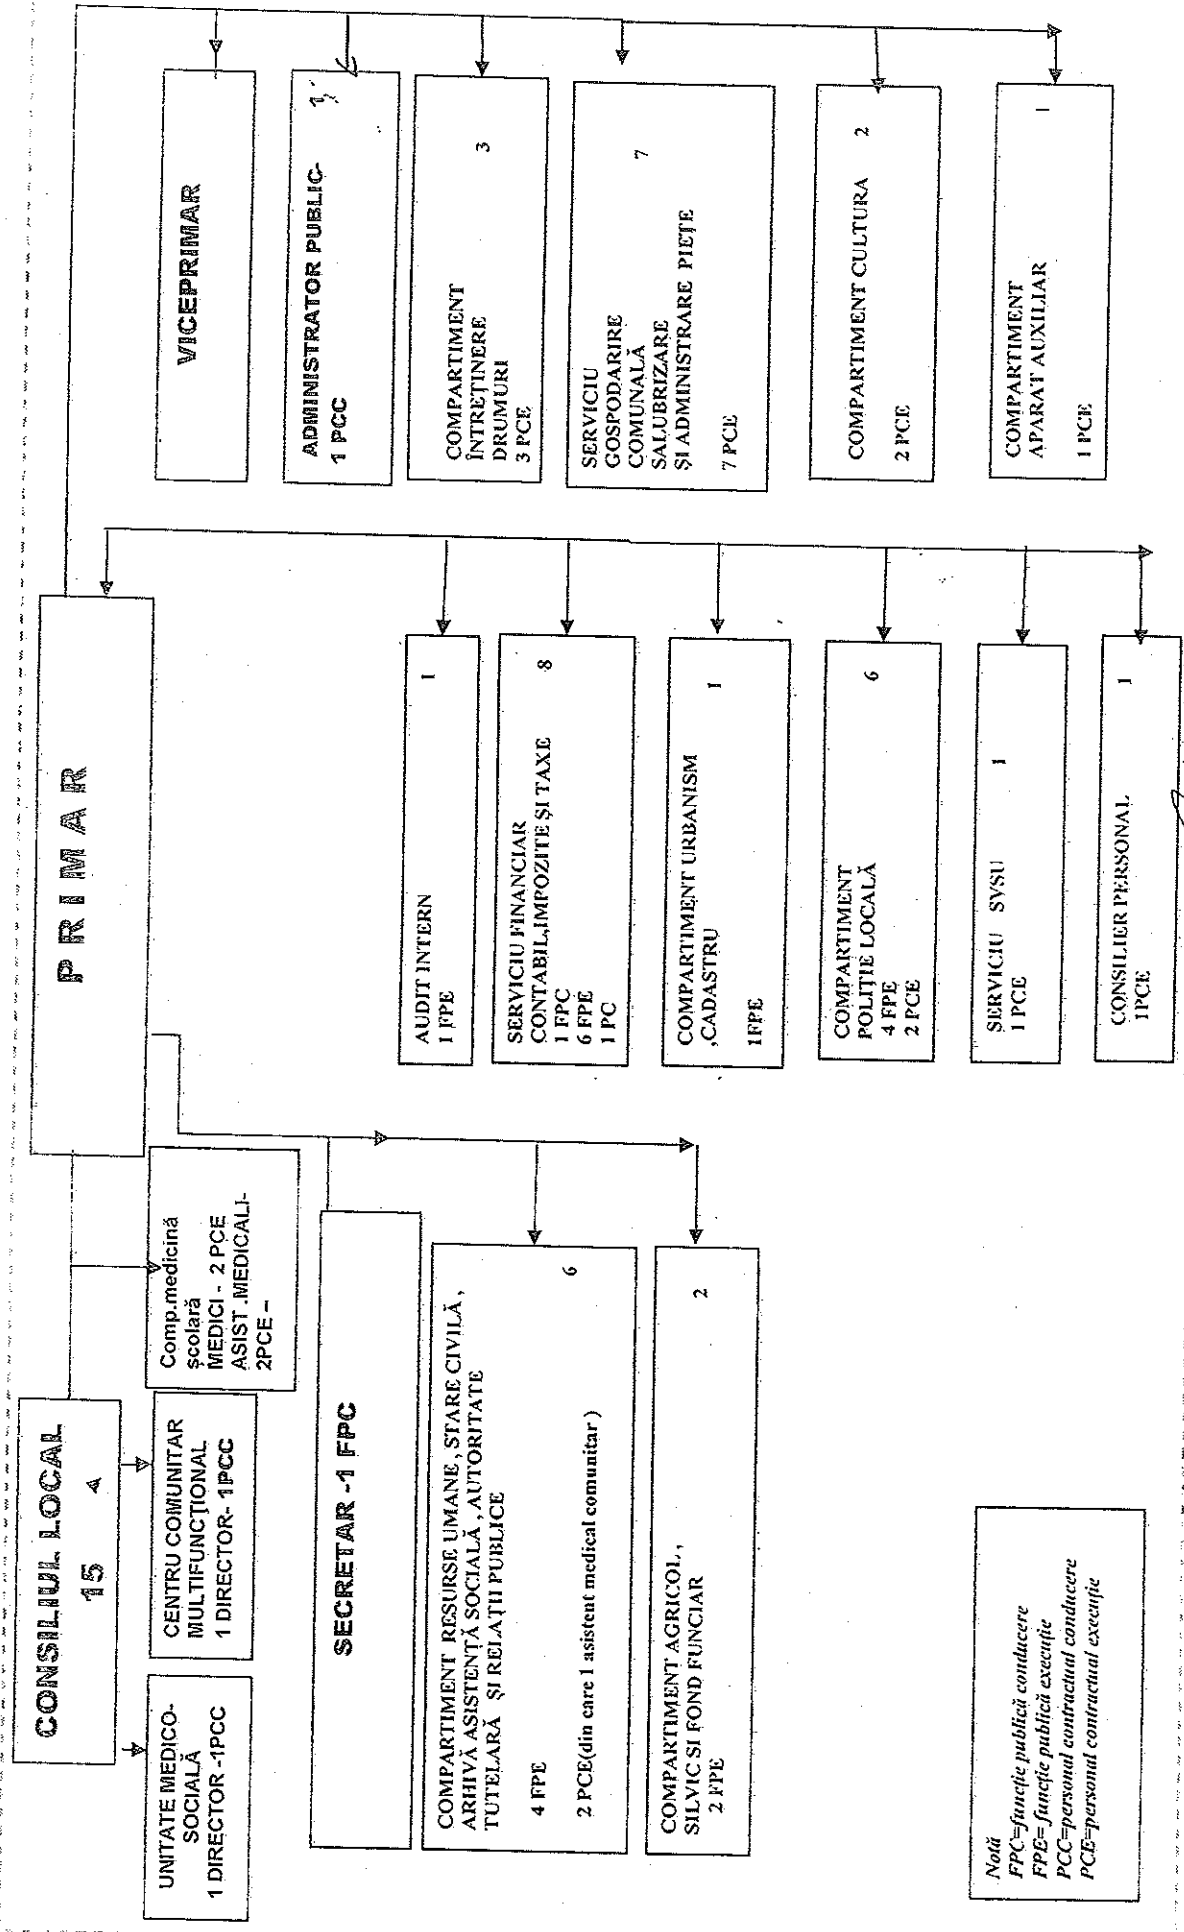 CONSILIUL LOCAL
15
UNITATE MEDICO-
SOCIALĂ
1 DIRECTOR -1PCC
CENTRU COMUNITAR
MULTIFUNCȚIONAL
1 DIRECTOR- 1PCC
Comp.medicină
școlară
MEDICI - 2 PCE
ASIST .MEDICALI-
2PCE –
PRIMAR
SECRETAR -1 FPC
COMPARTIMENT RESURSE UMANE , STARE CIVILĂ ,
ARHIVĂ ASISTENȚĂ SOCIALĂ , AUTORITATE
TUTELARĂ ȘI RELAȚII PUBLICE
4 FPE
6
2 PCE(din care 1 asistent medical comunitar )
COMPARTIMENT AGRICOL ,
SILVIC SI FOND FUNCIAR
2 FPE
2
AUDIT INTERN 1
1 FPE
SERVICIU FINANCIAR
CONTABIL,IMPOZITE ȘI TAXE 8
1 FPC
6 FPE
1 PC
COMPARTIMENT URBANISM
,CADASTRU 1
1FPE
COMPARTIMENT
POLIȚIE LOCALĂ 6
4 FPE
2 PCE
SERVICIU SVSU 1
1 PCE
CONSILIER PERSONAL 1
1PCE
VICEPRIMAR
ADMINISTRATOR PUBLIC-
1 PCC
COMPARTIMENT
ÎNTREȚINERE 3
DRUMURI
3 PCE
SERVICIU
GOSPODARIRE
COMUNALĂ 7
SALUBRIZARE
ȘI ADMINISTRARE PIEȚE
7 PCE
COMPARTIMENT CULTURA 2
2 PCE
COMPARTIMENT
APARAT AUXILIAR 1
1 PCE
Notă
FPC=funcție publică conducere
FPE= funcție publică execuție
PCC=personal contractual conducere
PCE=personal contractual execuție